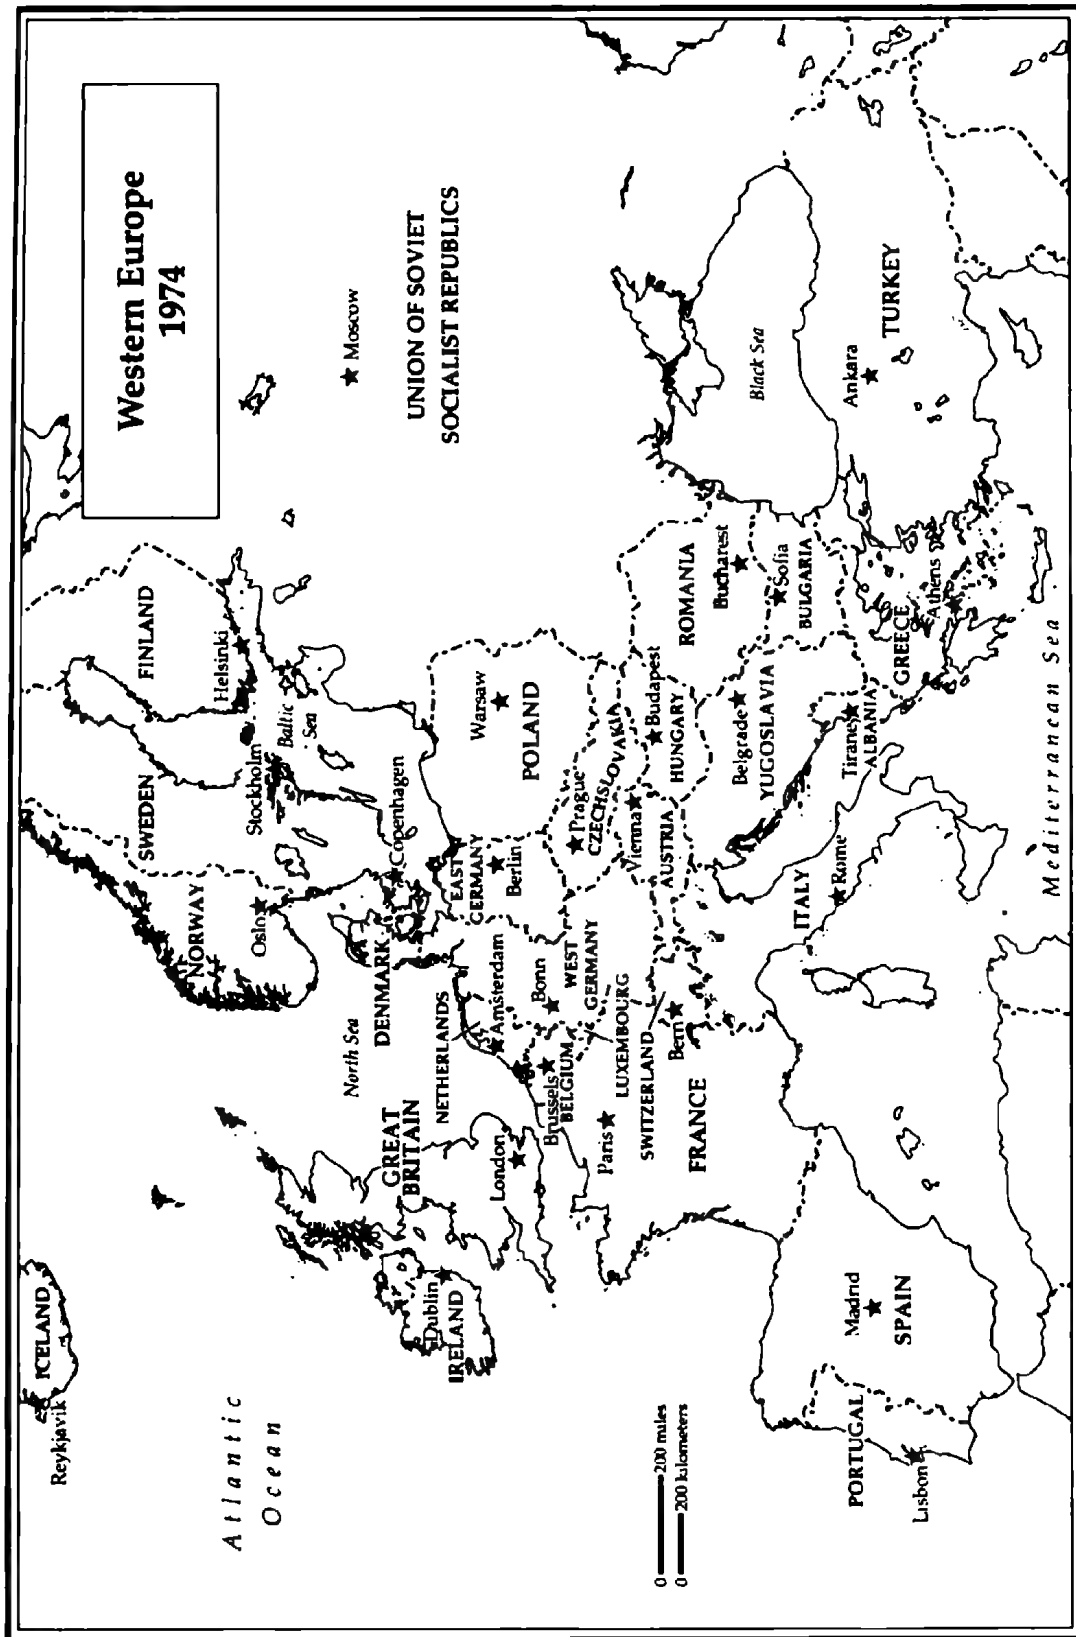 Western Europe
1974
ICELAND
Reykjavik
Atlantic
Ocean
NORWAY
Oslo
SWEDEN
Stockholm
FINLAND
Helsinki
Baltic
Sea
Moscow
UNION OF SOVIET
SOCIALIST REPUBLICS
North Sea
DENMARK
Copenhagen
GREAT
BRITAIN
London
Dublin
IRELAND
NETHERLANDS
Amsterdam
Brussels
BELGIUM
LUXEMBOURG
Bonn
WEST
GERMANY
EAST
GERMANY
Berlin
Warsaw
POLAND
Prague
CZECHSLOVAKIA
Vienna
AUSTRIA
Budapest
HUNGARY
Paris
FRANCE
SWITZERLAND
Bern
ROMANIA
Bucharest
Belgrade
YUGOSLAVIA
Sofia
BULGARIA
Black Sea
Tirane
ALBANIA
GREECE
Athens
Ankara
TURKEY
ITALY
Rome
Madrid
SPAIN
PORTUGAL
Lisbon
Mediterranean Sea
0 200 miles
0 200 kilometers